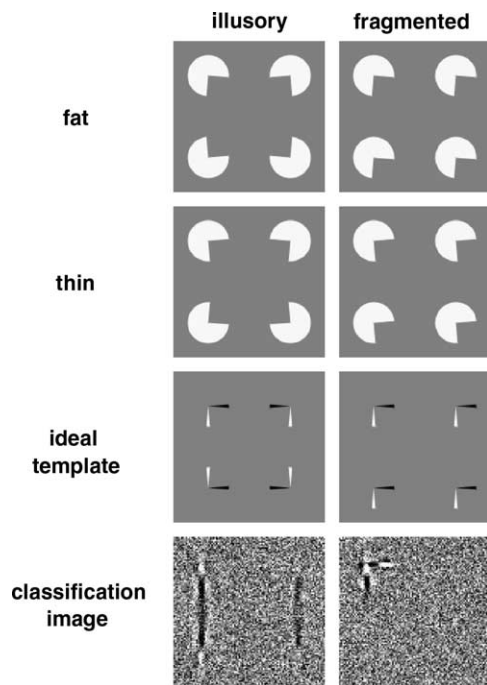 illusory fragmented
fat
thin
ideal
template
classification
image